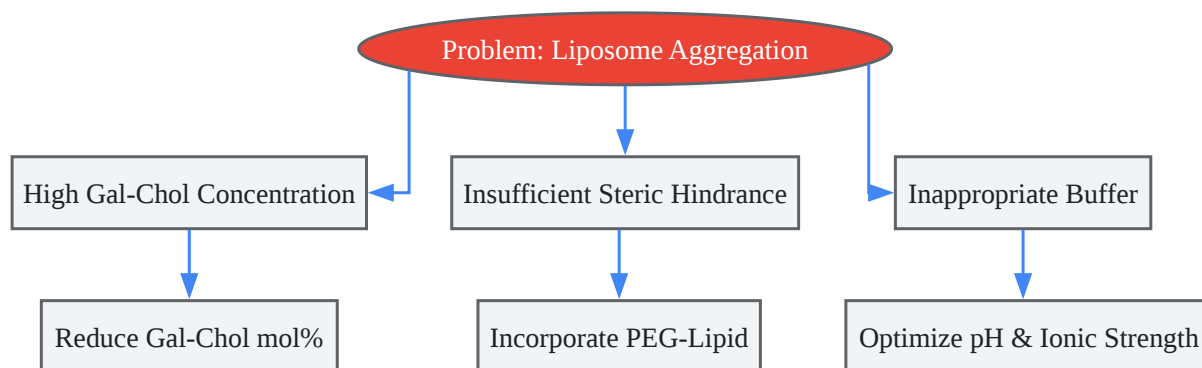 Problem: Liposome Aggregation
High Gal-Chol Concentration
Insufficient Steric Hindrance
Inappropriate Buffer
Reduce Gal-Chol mol%
Incorporate PEG-Lipid
Optimize pH & Ionic Strength